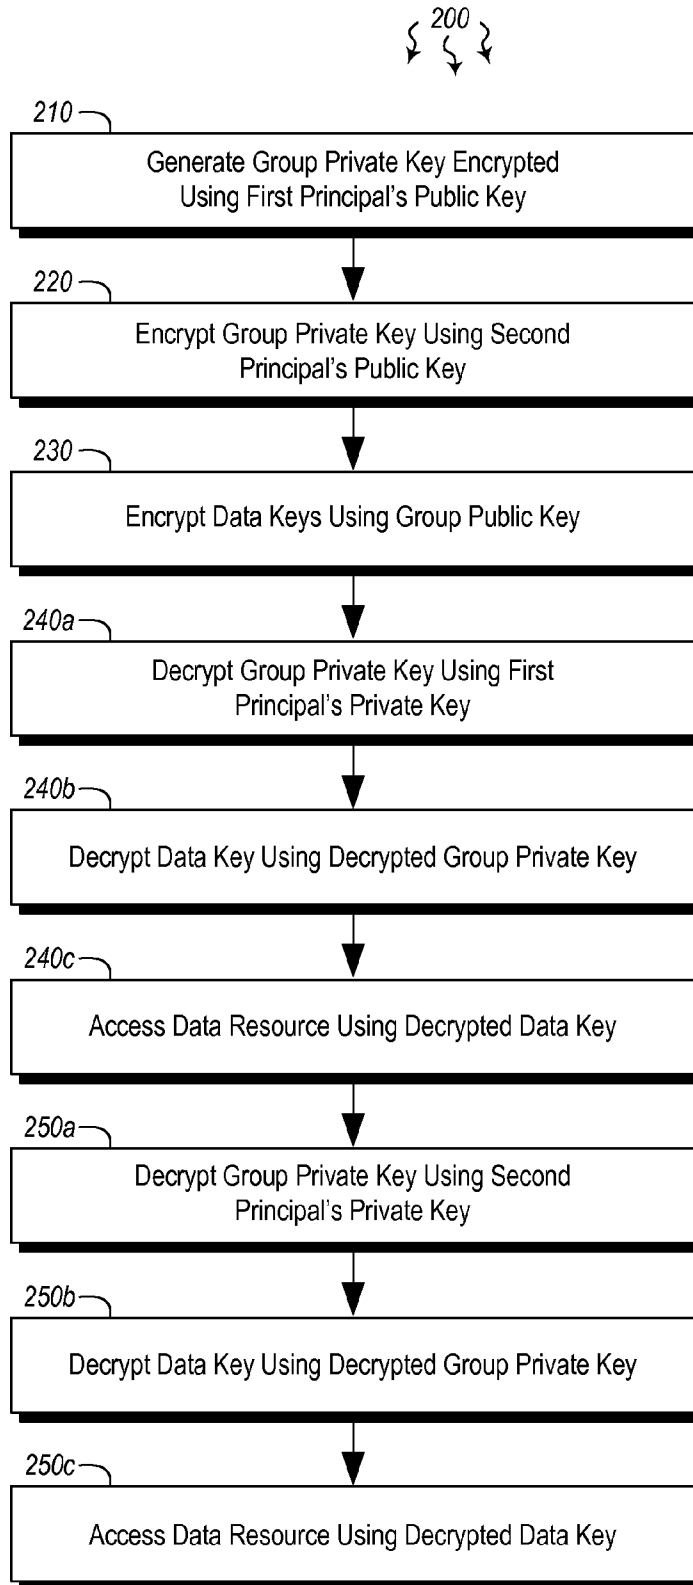 200
210
Generate Group Private Key Encrypted
Using First Principal's Public Key
220
Encrypt Group Private Key Using Second
Principal's Public Key
230
Encrypt Data Keys Using Group Public Key
240a
Decrypt Group Private Key Using First
Principal's Private Key
240b
Decrypt Data Key Using Decrypted Group Private Key
240c
Access Data Resource Using Decrypted Data Key
250a
Decrypt Group Private Key Using Second
Principal's Private Key
250b
Decrypt Data Key Using Decrypted Group Private Key
250c
Access Data Resource Using Decrypted Data Key